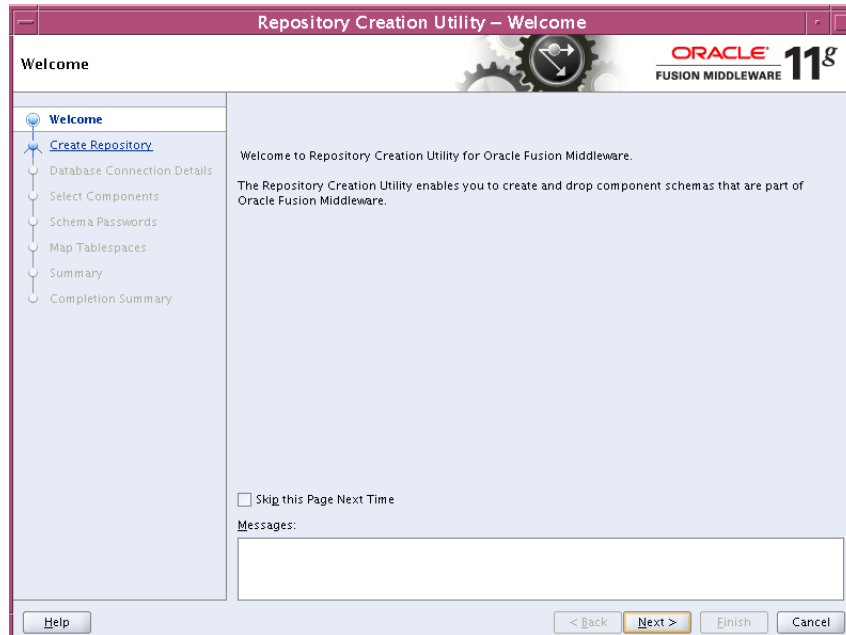 Repository Creation Utility – Welcome
Welcome
ORACLE
FUSION MIDDLEWARE
11g
Welcome
Create Repository
Database Connection Details
Select Components
Schema Passwords
Map Tablespaces
Summary
Completion Summary
Welcome to Repository Creation Utility for Oracle Fusion Middleware.
The Repository Creation Utility enables you to create and drop component schemas that are part of
Oracle Fusion Middleware.
Skip this Page Next Time
Messages:
Help
< Back
Next >
Finish
Cancel